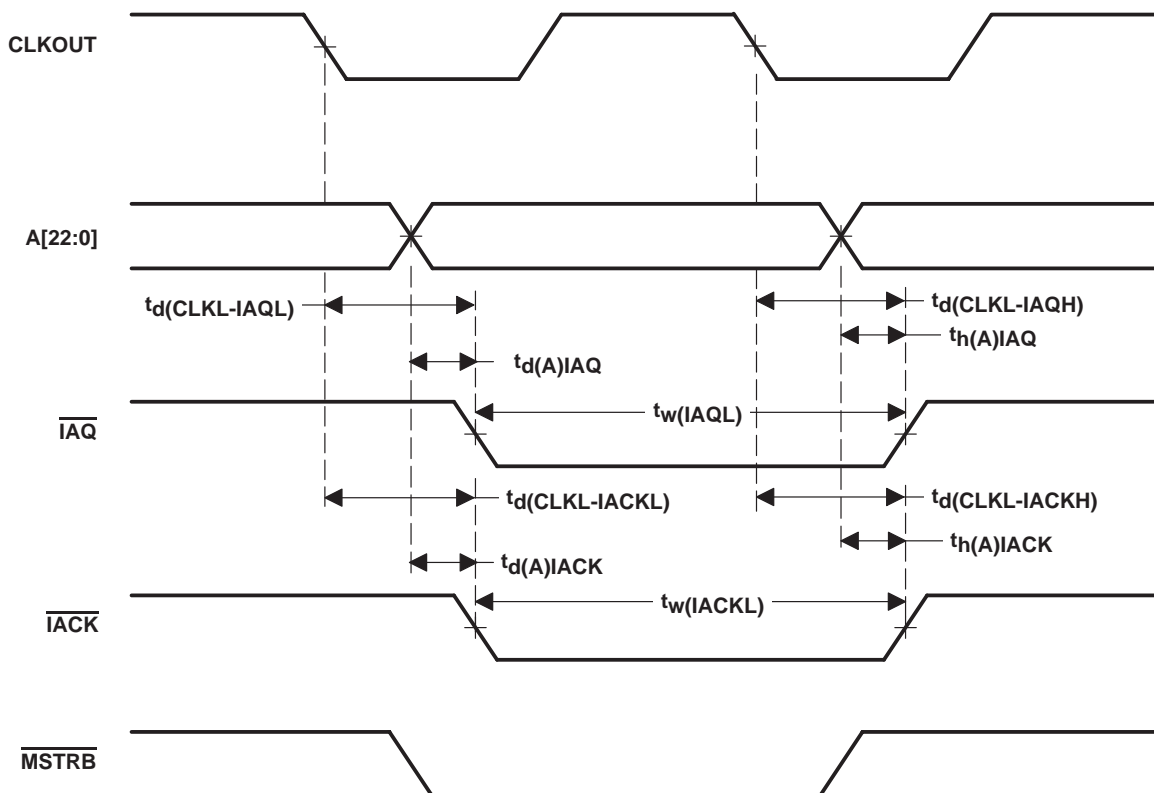 CLKOUT
A[22:0]
td(CLKL-IAQL)
td(CLKL-IAQH)
th(A)IAQ
td(A)IAQ
tw(IAQL)
IAQ
td(CLKL-IACKL)
td(CLKL-IACKH)
th(A)IACK
td(A)IACK
tw(IACKL)
IACK
MSTRB